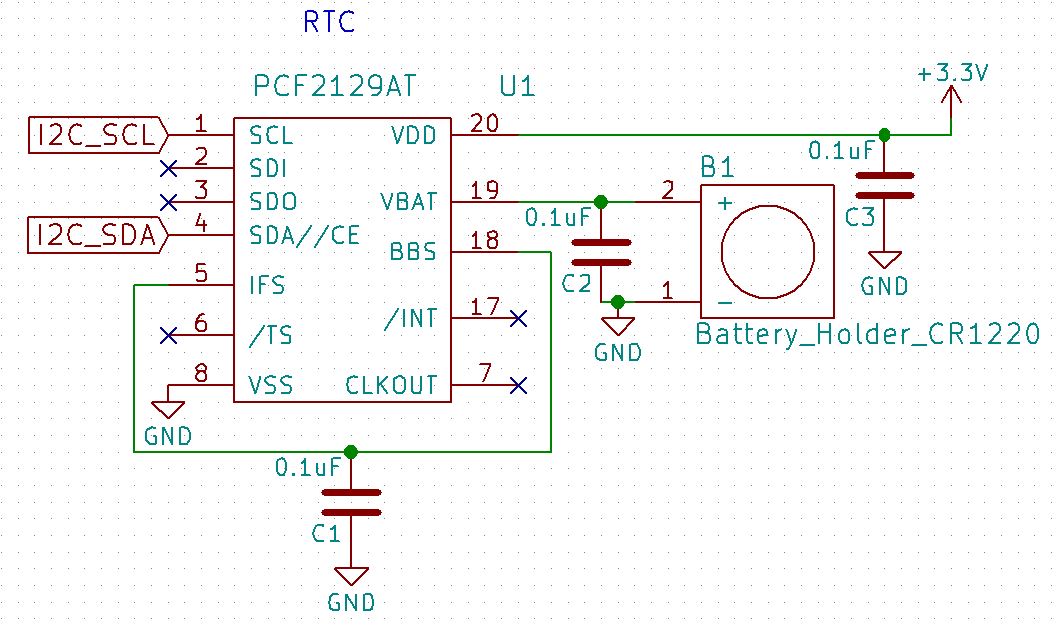 RTC
PCF2129AT U1
+3.3V
I2C_SCL 1 SCL VDD 20
2 SDI
3 SDO VBAT 19
I2C_SDA 4 SDA//CE
BBS 18
5 IFS
/INT 17
6 /TS
8 VSS CLKOUT 7
GND
0.1uF
C2
GND
B1
2 +
1 −
Battery_Holder_CR1220
0.1uF
C3
GND
0.1uF
C1
GND